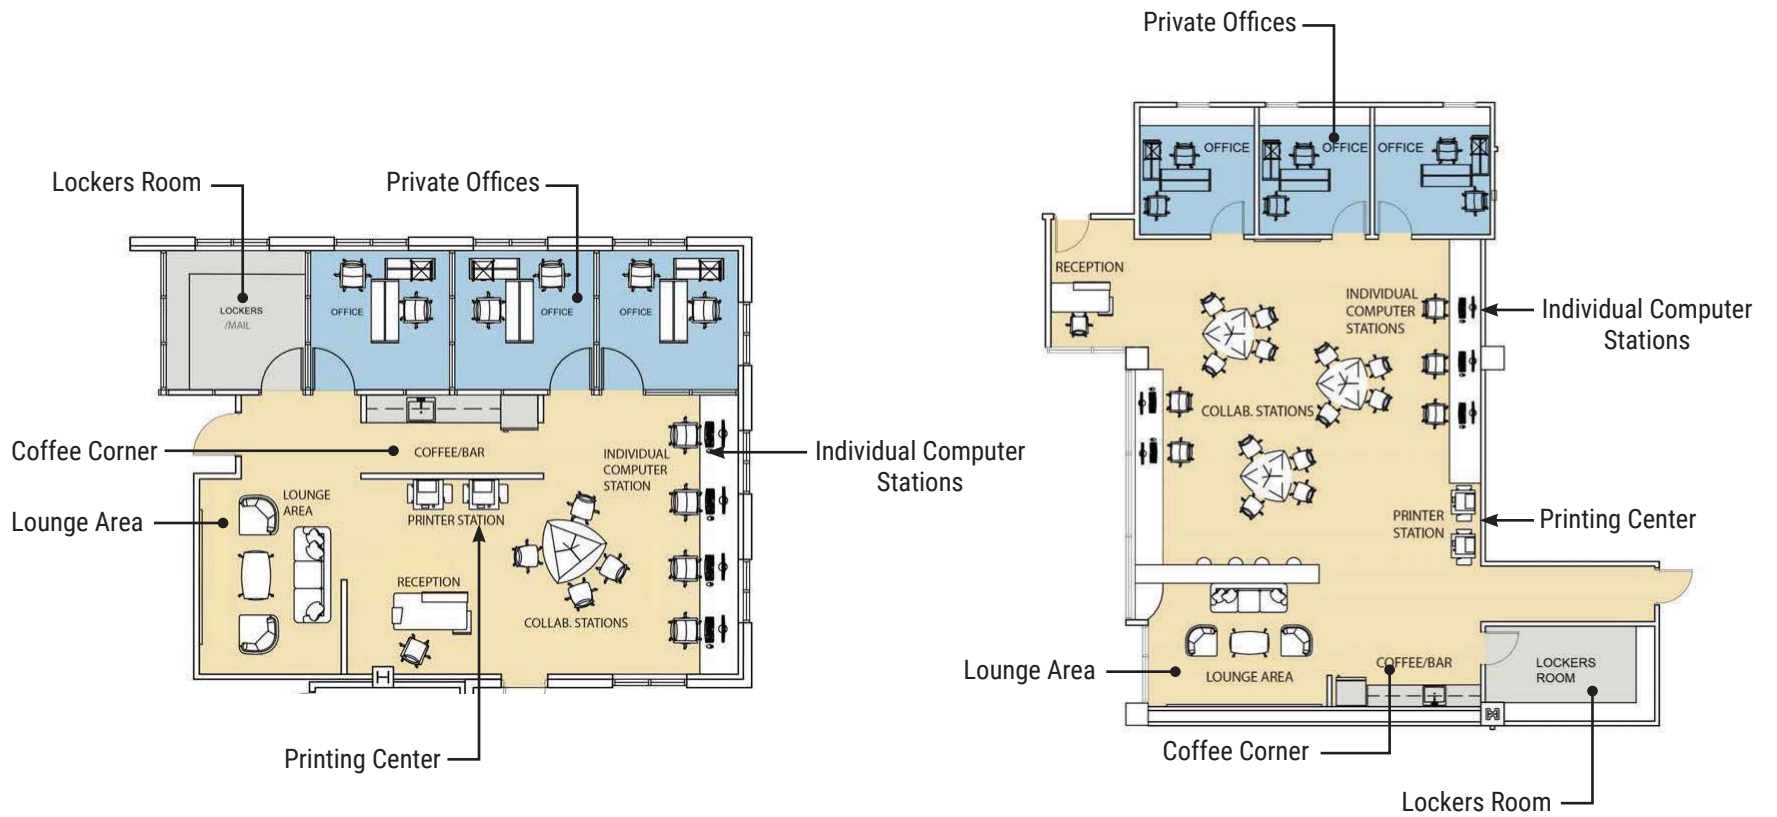 Lockers Room
Private Offices
LOCKERS
/MAIL
OFFICE
OFFICE
OFFICE
Coffee Corner
COFFEE/BAR
INDIVIDUAL
COMPUTER
STATION
Individual Computer
Stations
Lounge Area
LOUNGE
AREA
PRINTER STATION
RECEPTION
COLLAB. STATIONS
Printing Center
Private Offices
OFFICE
OFFICE
OFFICE
RECEPTION
INDIVIDUAL
COMPUTER
STATIONS
Individual Computer
Stations
COLLAB. STATIONS
PRINTER
STATION
Printing Center
Lounge Area
LOUNGE AREA
COFFEE/BAR
LOCKERS
ROOM
Coffee Corner
Lockers Room